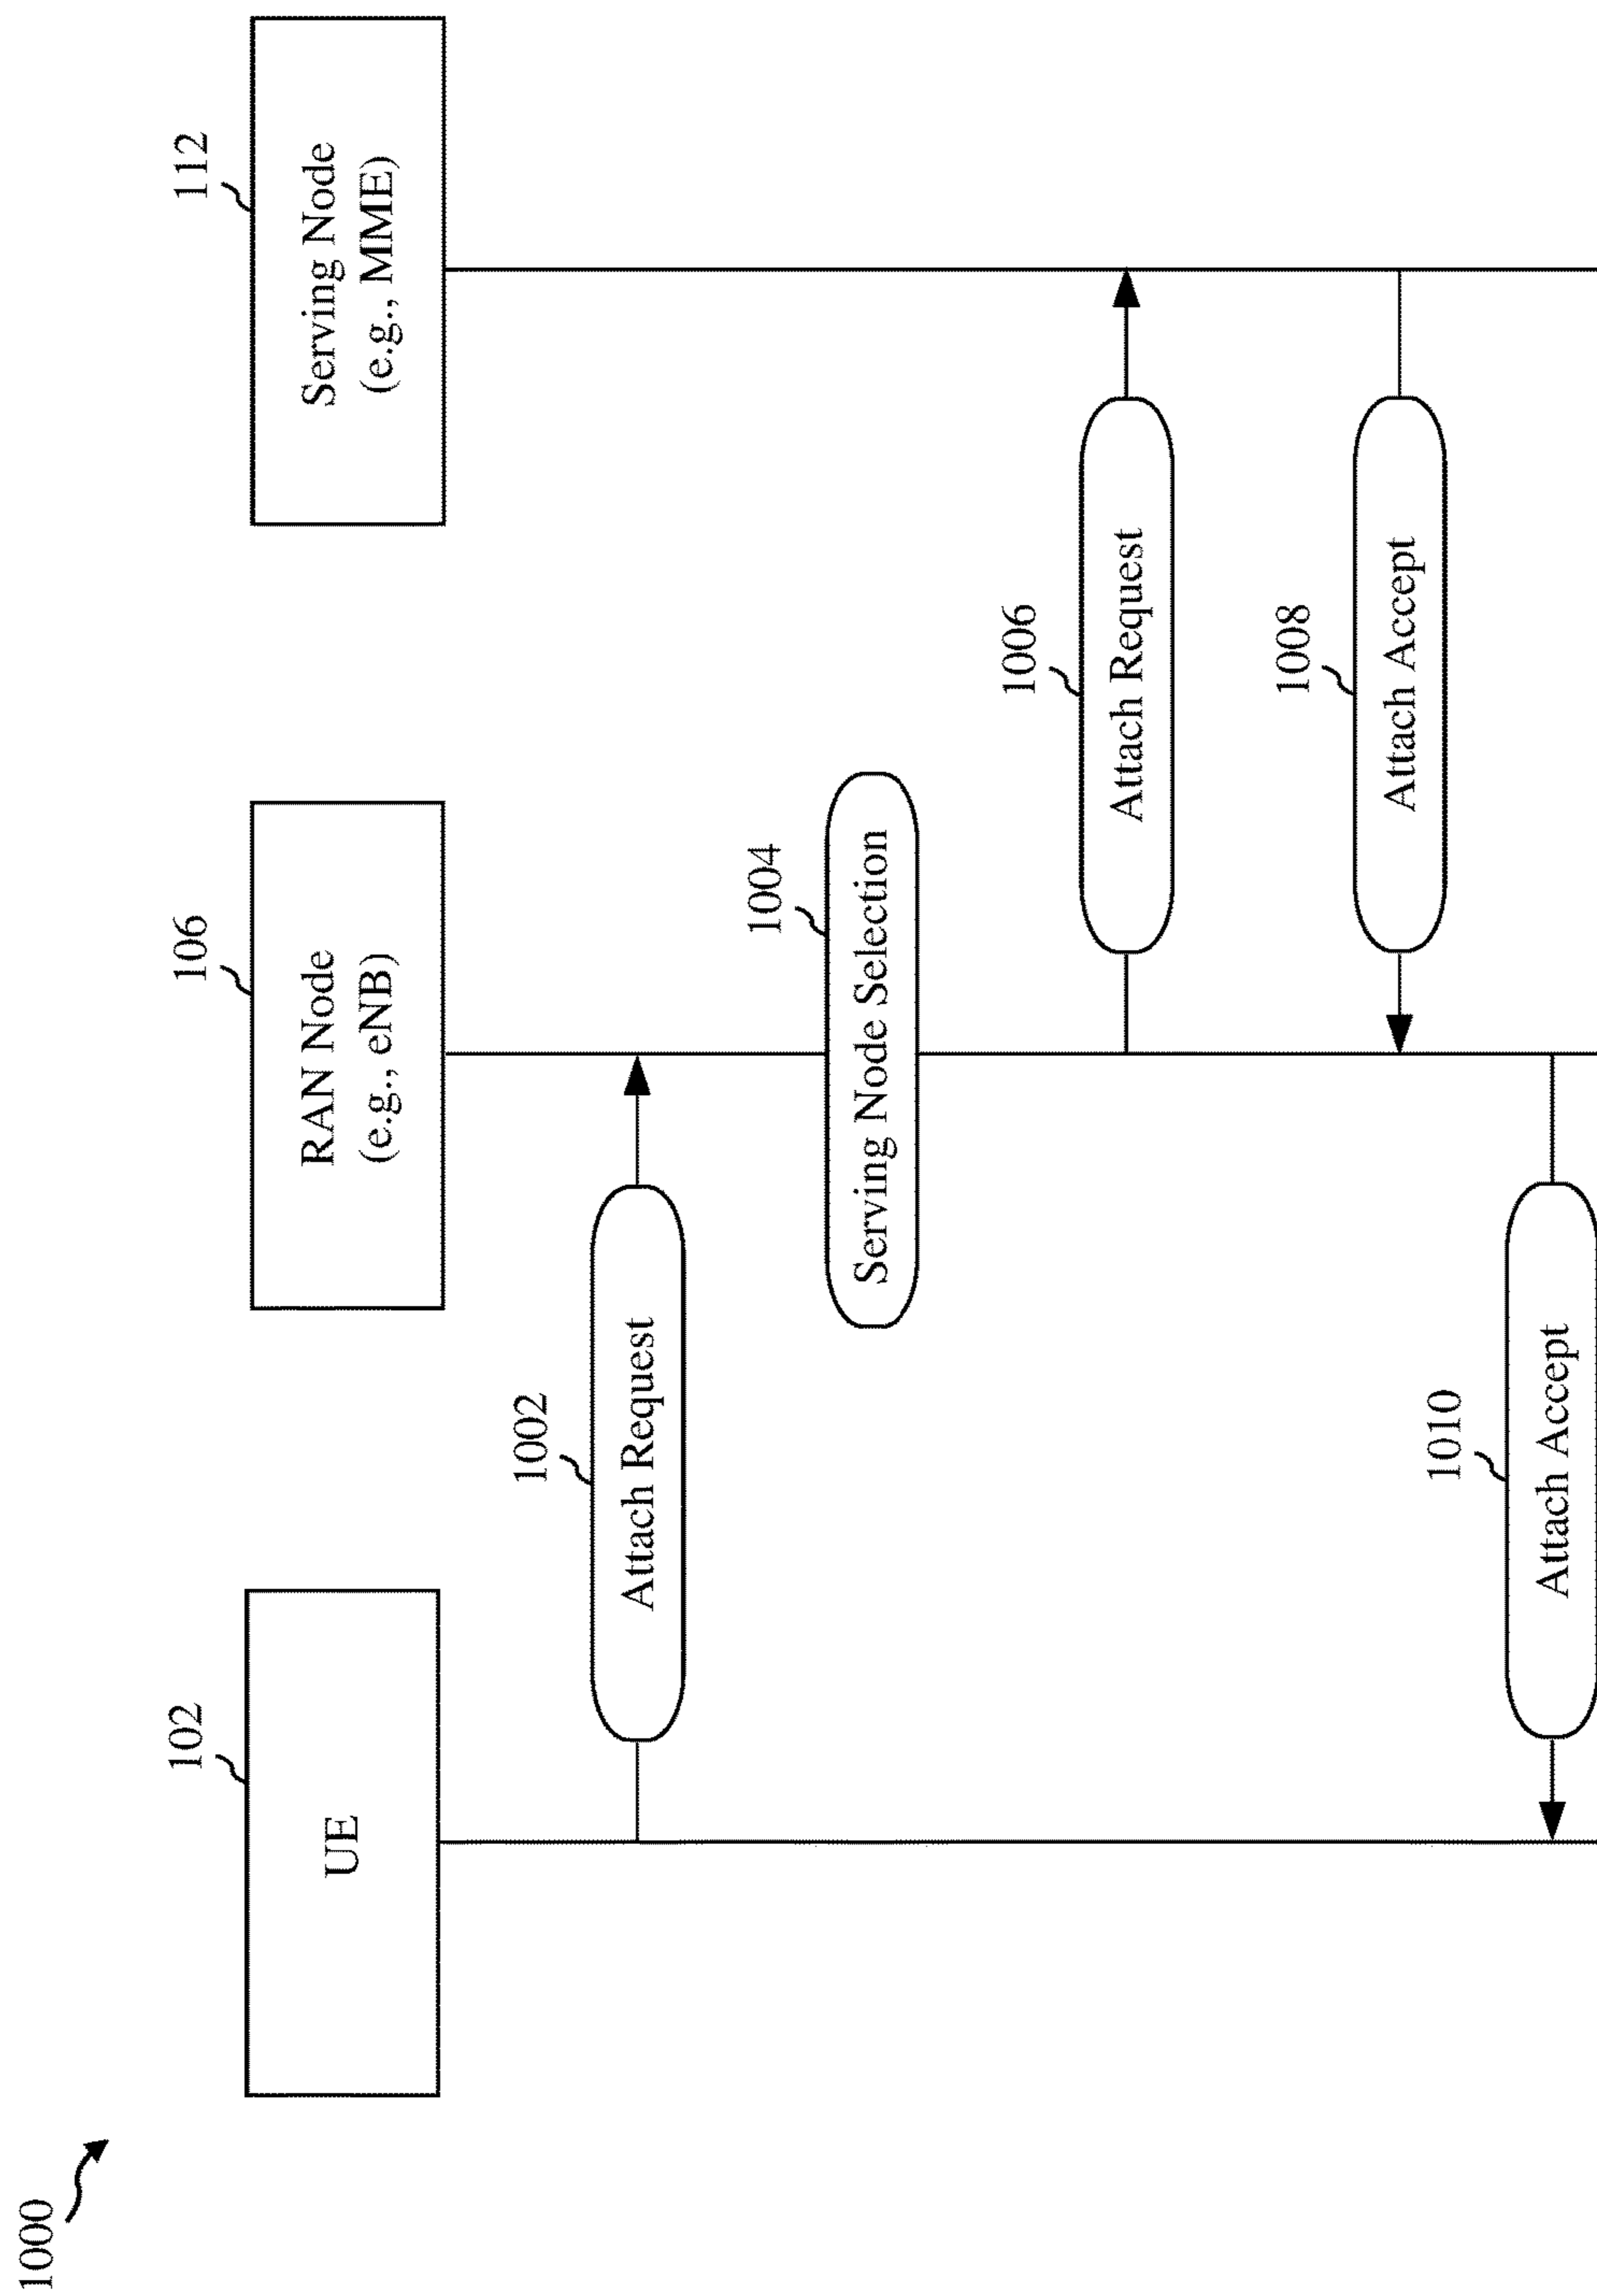 1000
102
UE
106
RAN Node
(e.g., eNB)
112
Serving Node
(e.g., MME)
1002
Attach Request
1004
Serving Node Selection
1006
Attach Request
1008
Attach Accept
1010
Attach Accept